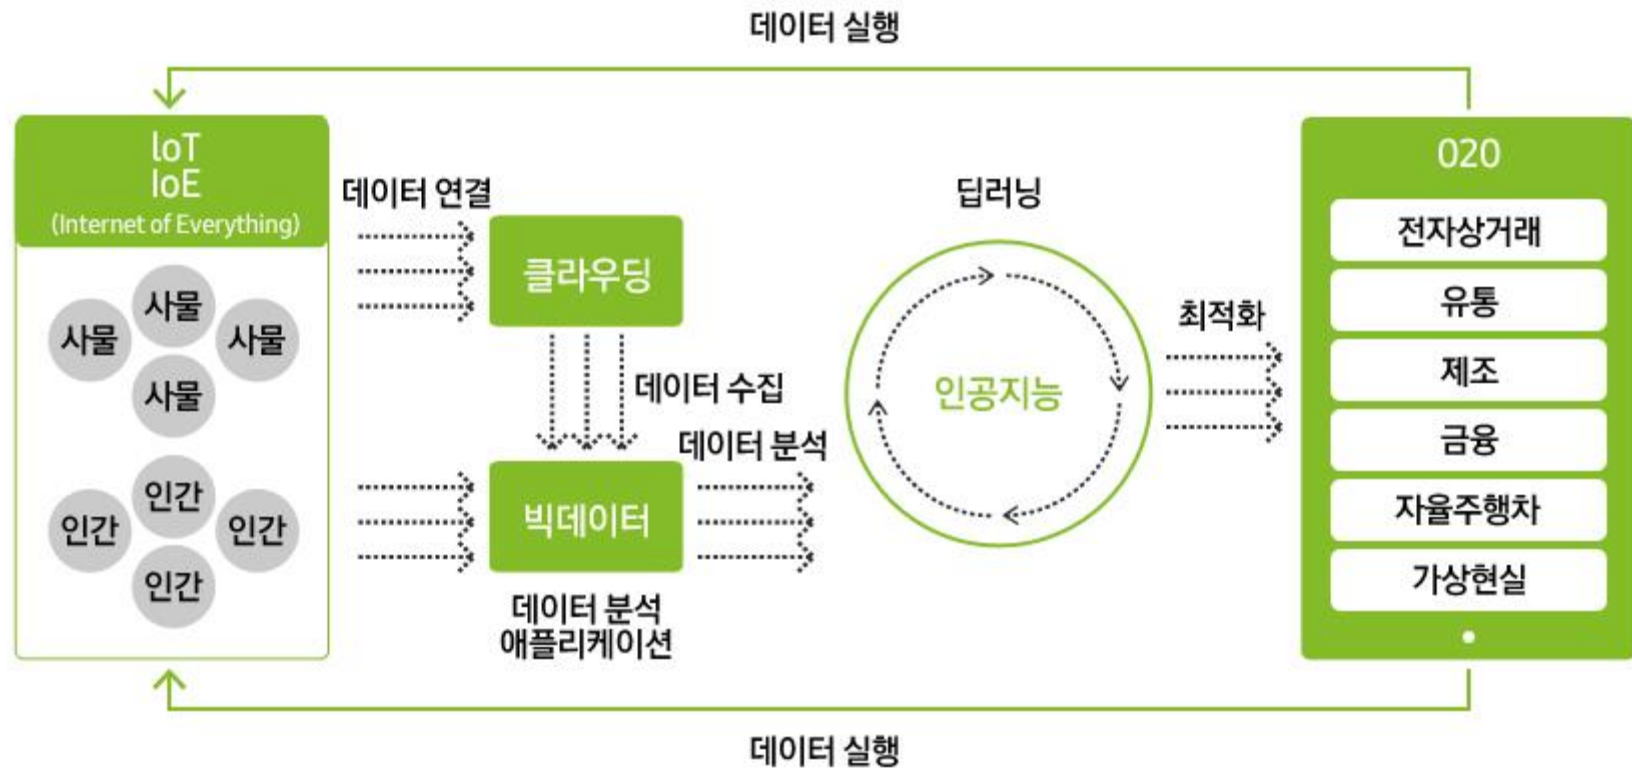 데이터 실행
IoT
IoE
(Internet of Everything)
사물
사물
사물
사물
인간
인간
인간
인간
데이터 연결
클라우딩
데이터 수집
빅데이터
데이터 분석
애플리케이션
데이터 분석
딥러닝
인공지능
최적화
O2O
전자상거래
유통
제조
금융
자율주행차
가상현실
데이터 실행